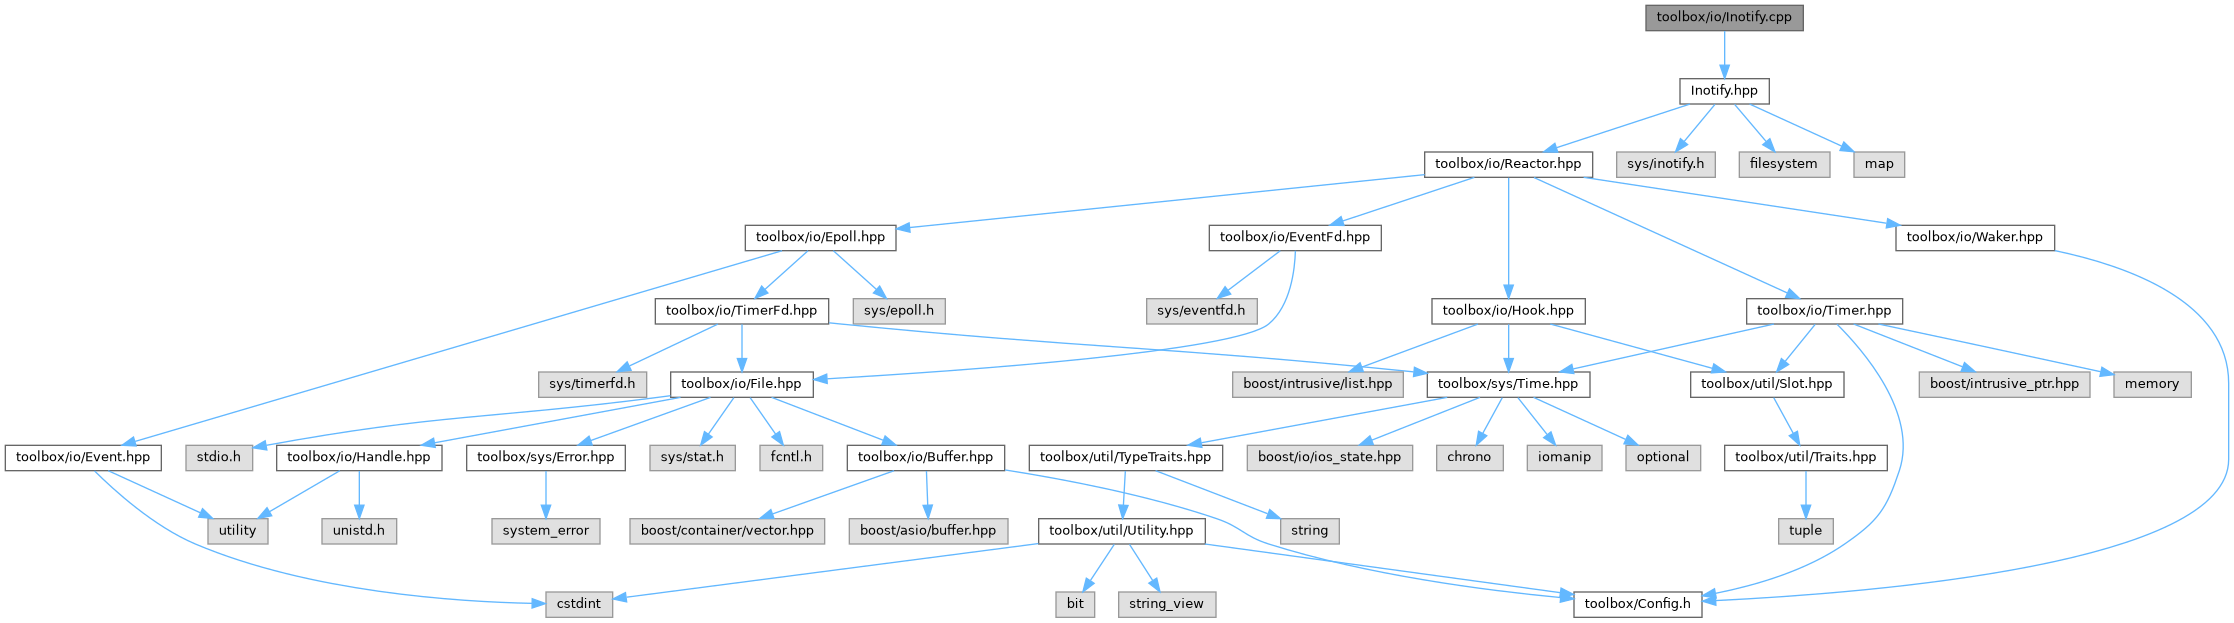 toolbox/io/Inotify.cpp
Inotify.hpp
toolbox/io/Reactor.hpp
sys/inotify.h
filesystem
map
toolbox/io/Epoll.hpp
toolbox/io/EventFd.hpp
toolbox/io/Waker.hpp
toolbox/io/TimerFd.hpp
sys/epoll.h
sys/eventfd.h
toolbox/io/Hook.hpp
toolbox/io/Timer.hpp
sys/timerfd.h
toolbox/io/File.hpp
boost/intrusive/list.hpp
toolbox/sys/Time.hpp
toolbox/util/Slot.hpp
boost/intrusive_ptr.hpp
memory
toolbox/io/Event.hpp
stdio.h
toolbox/io/Handle.hpp
toolbox/sys/Error.hpp
sys/stat.h
fcntl.h
toolbox/io/Buffer.hpp
toolbox/util/TypeTraits.hpp
boost/io/ios_state.hpp
chrono
iomanip
optional
toolbox/util/Traits.hpp
utility
unistd.h
system_error
boost/container/vector.hpp
boost/asio/buffer.hpp
toolbox/util/Utility.hpp
string
tuple
cstdint
bit
string_view
toolbox/Config.h